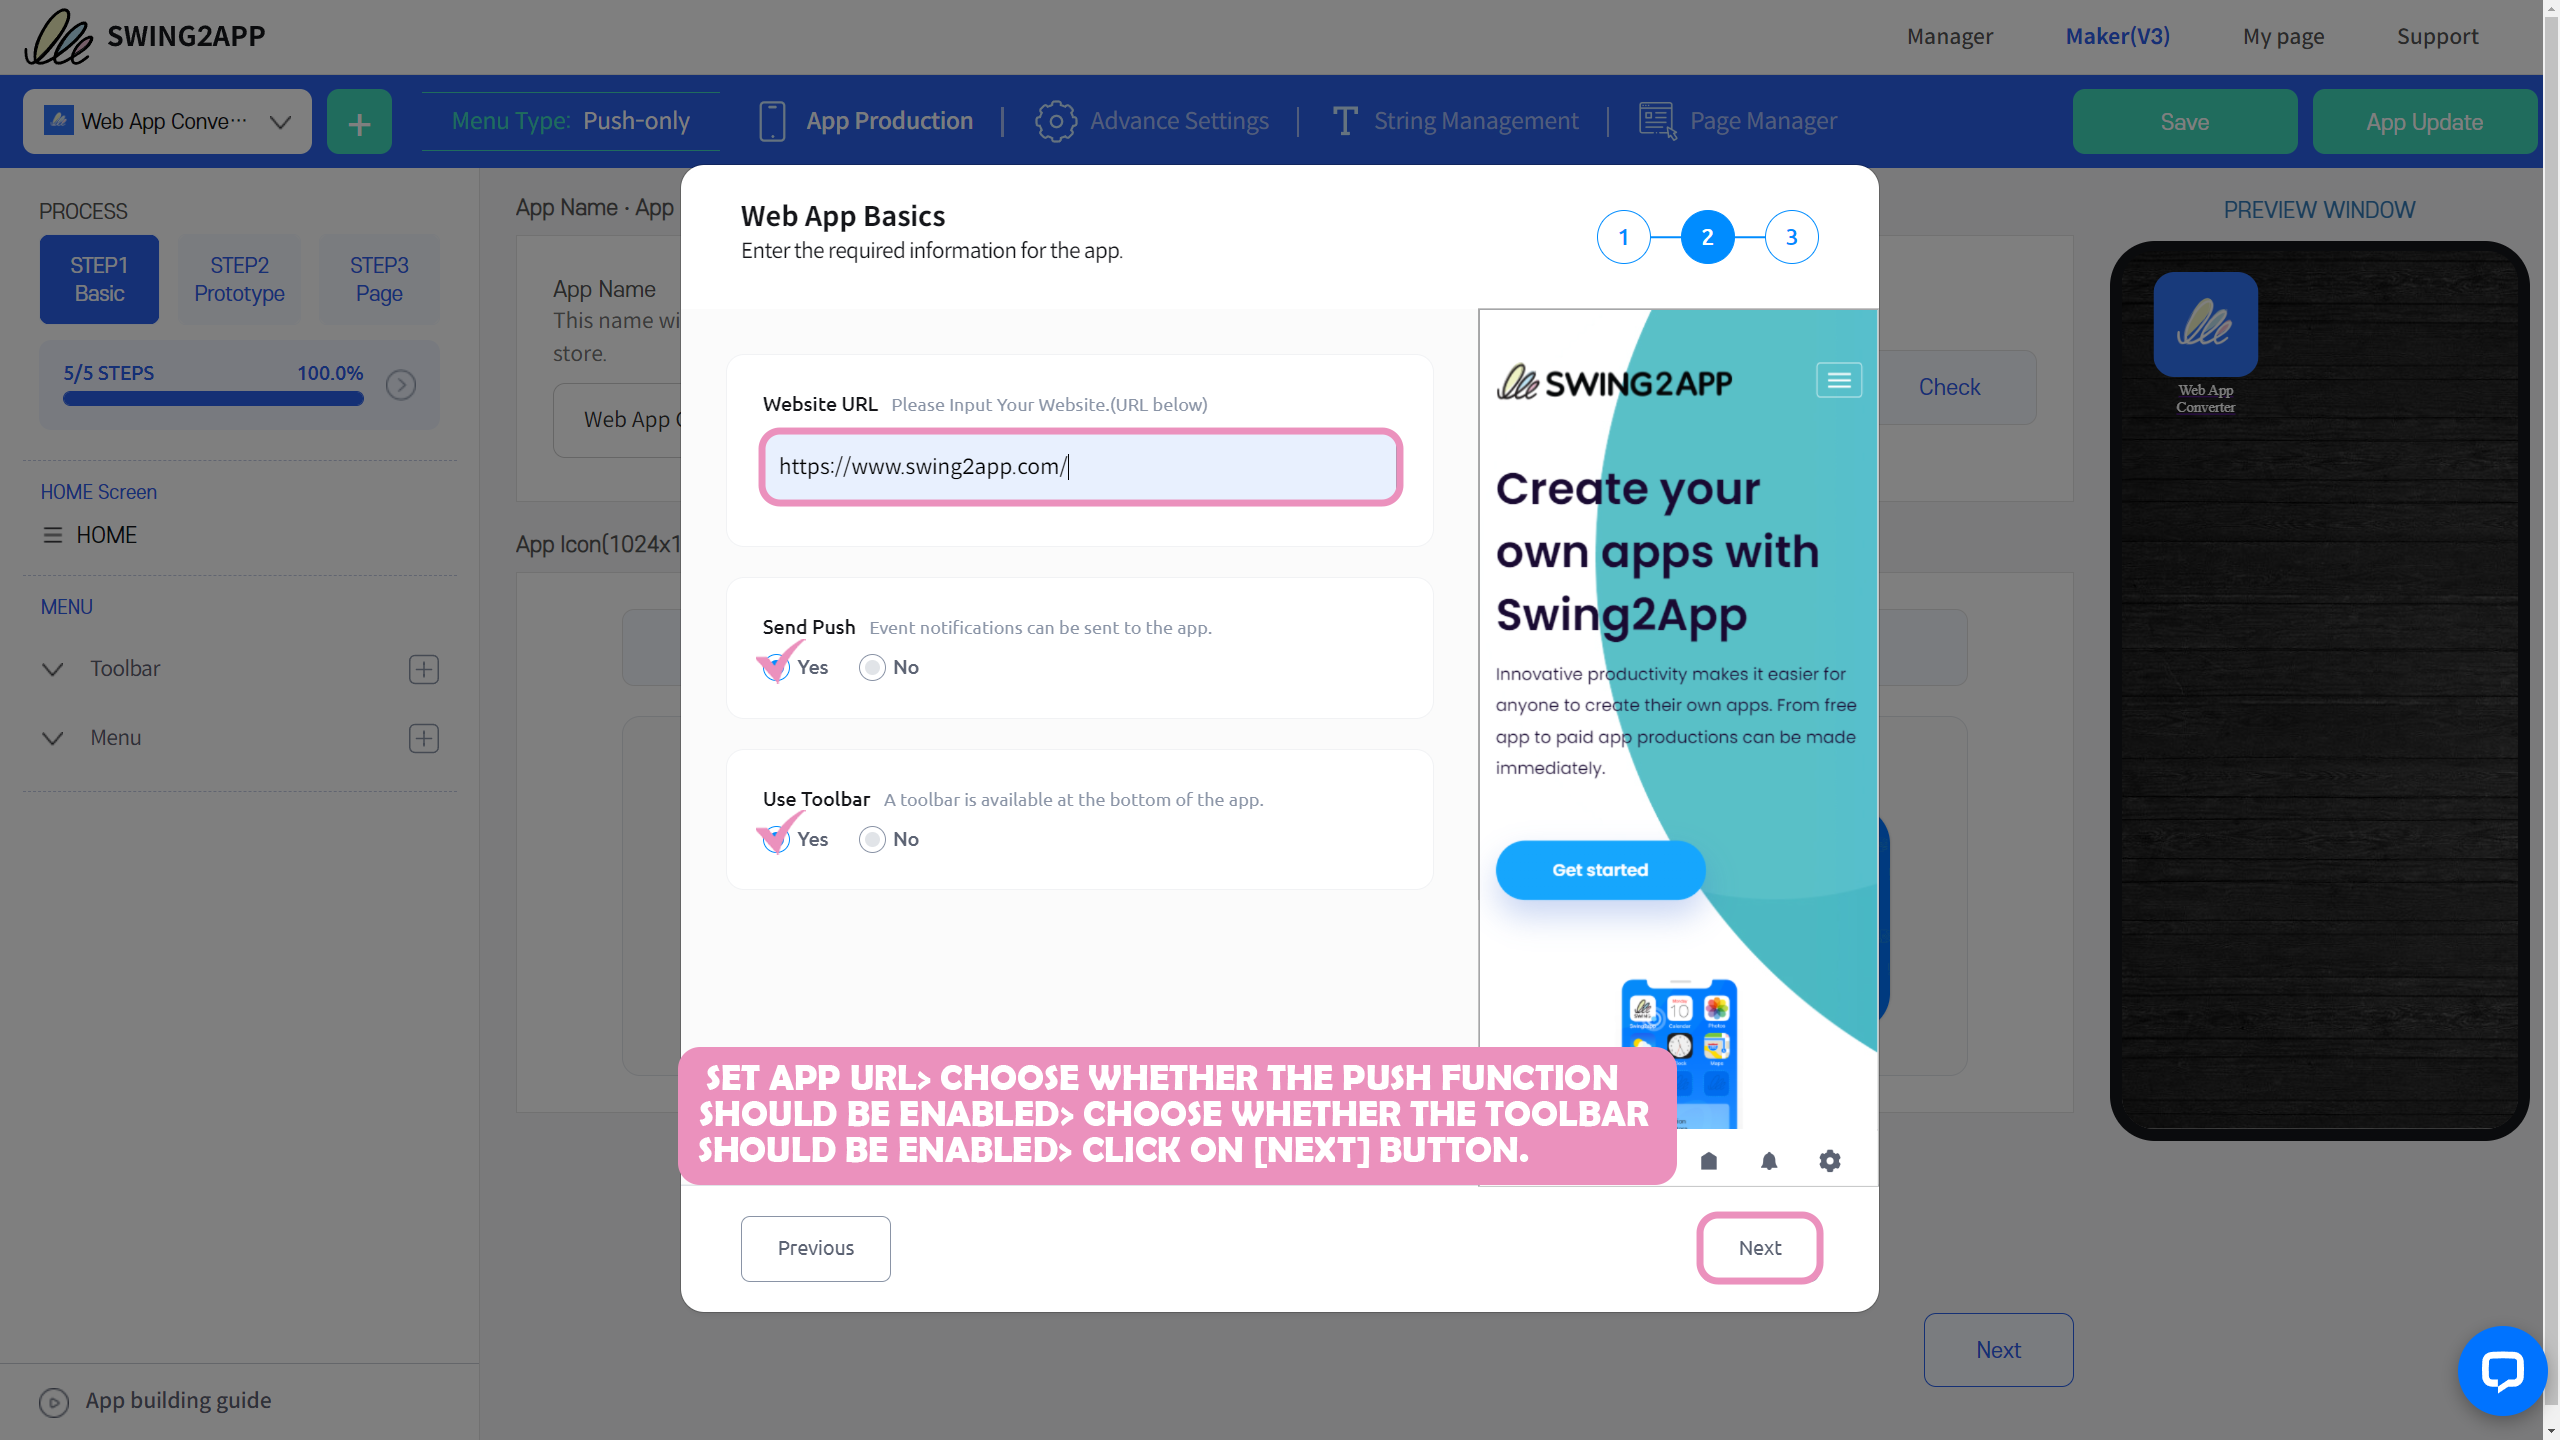 SWING2APP
Manager
Maker(V3)
My page
Support
Web App Conve···
+
Menu Type: Push-only
App Production
Advance Settings
String Management
Page Manager
Save
App Update
PROCESS
STEP1
Basic
STEP2
Prototype
STEP3
Page
5/5 STEPS
100.0%
HOME Screen
HOME
MENU
Toolbar
Menu
App building guide
App Name · App
App Name
This name wi
store.
Web App
Check
App Icon(1024x1
Next
Web App Basics
Enter the required information for the app.
1
2
3
Website URL Please Input Your Website.(URL below)
https://www.swing2app.com/
Send Push Event notifications can be sent to the app.
Yes
No
Use Toolbar A toolbar is available at the bottom of the app.
Yes
No
SWING2APP
Create your
own apps with
Swing2App
Innovative productivity makes it easier for
anyone to create their own apps. From free
app to paid app productions can be made
immediately.
Get started
SET APP URL> CHOOSE WHETHER THE PUSH FUNCTION
SHOULD BE ENABLED> CHOOSE WHETHER THE TOOLBAR
SHOULD BE ENABLED> CLICK ON [NEXT] BUTTON.
Previous
Next
PREVIEW WINDOW
Web App
Converter